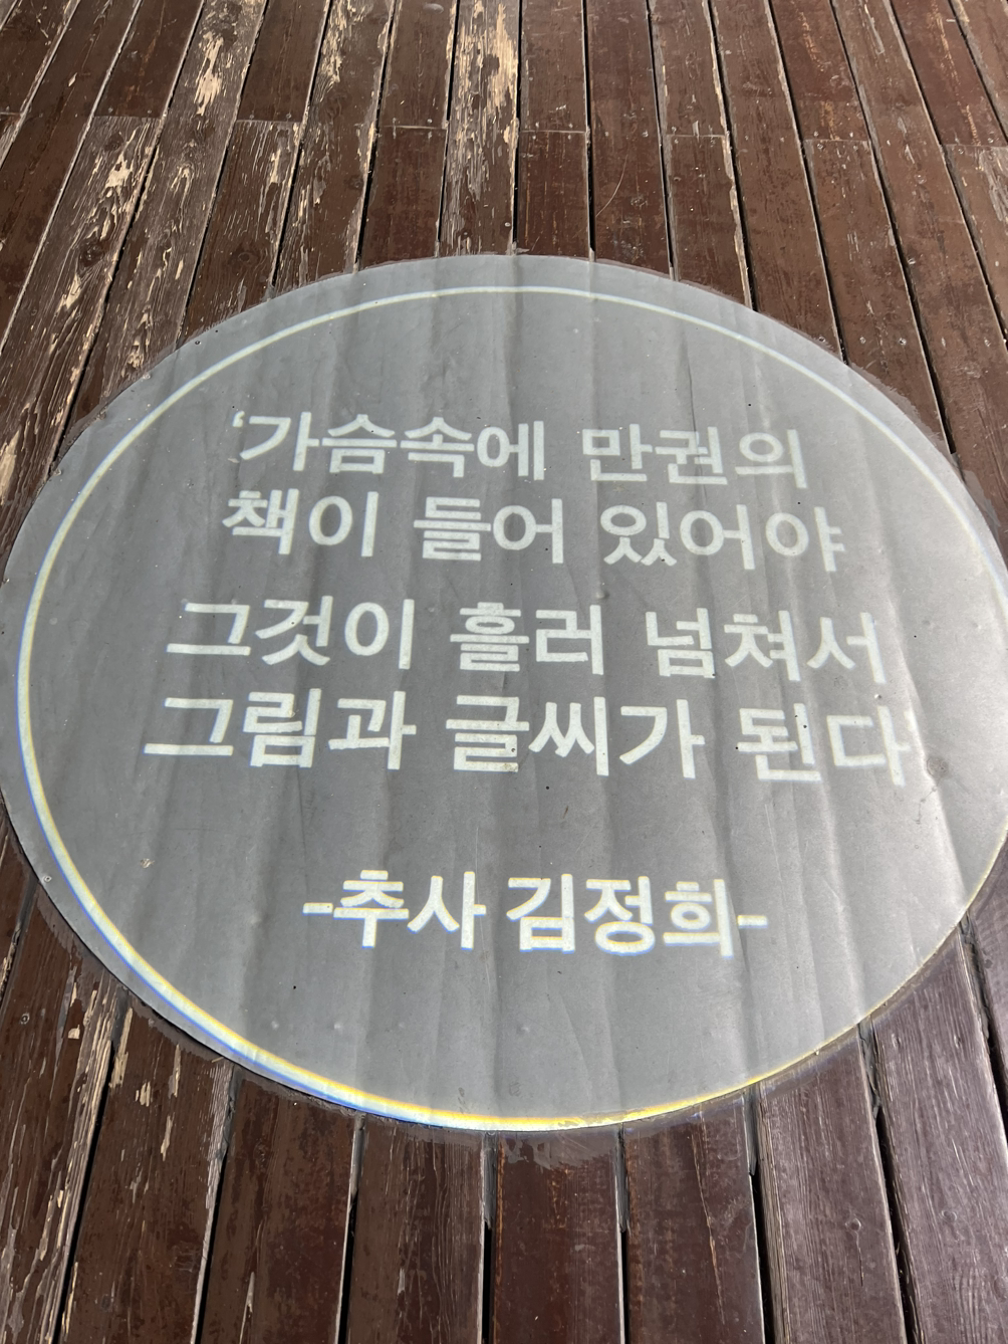 ‘가슴속에 만권의
책이 들어 있어야
그것이 흘러 넘쳐서
그림과 글씨가 된다
-추사 김정희-